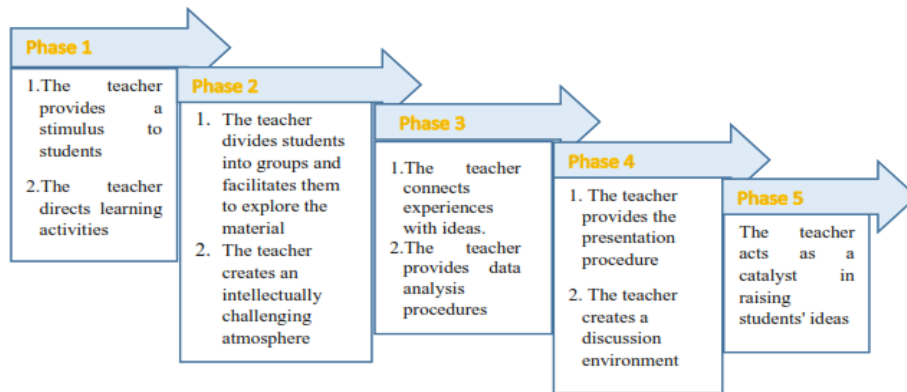 Phase 1
1.The teacher
provides a
stimulus to
students
2.The teacher
directs learning
activities
Phase 2
1. The teacher
divides students
into groups and
facilitates them
to explore the
material
2. The teacher
creates an
intellectually
challenging
atmosphere
Phase 3
1.The teacher
connects
experiences
with ideas.
2.The teacher
provides data
analysis
procedures
Phase 4
1. The teacher
provides the
presentation
procedure
2. The teacher
creates a
discussion
environment
Phase 5
The teacher
acts as a
catalyst in
raising
students' ideas